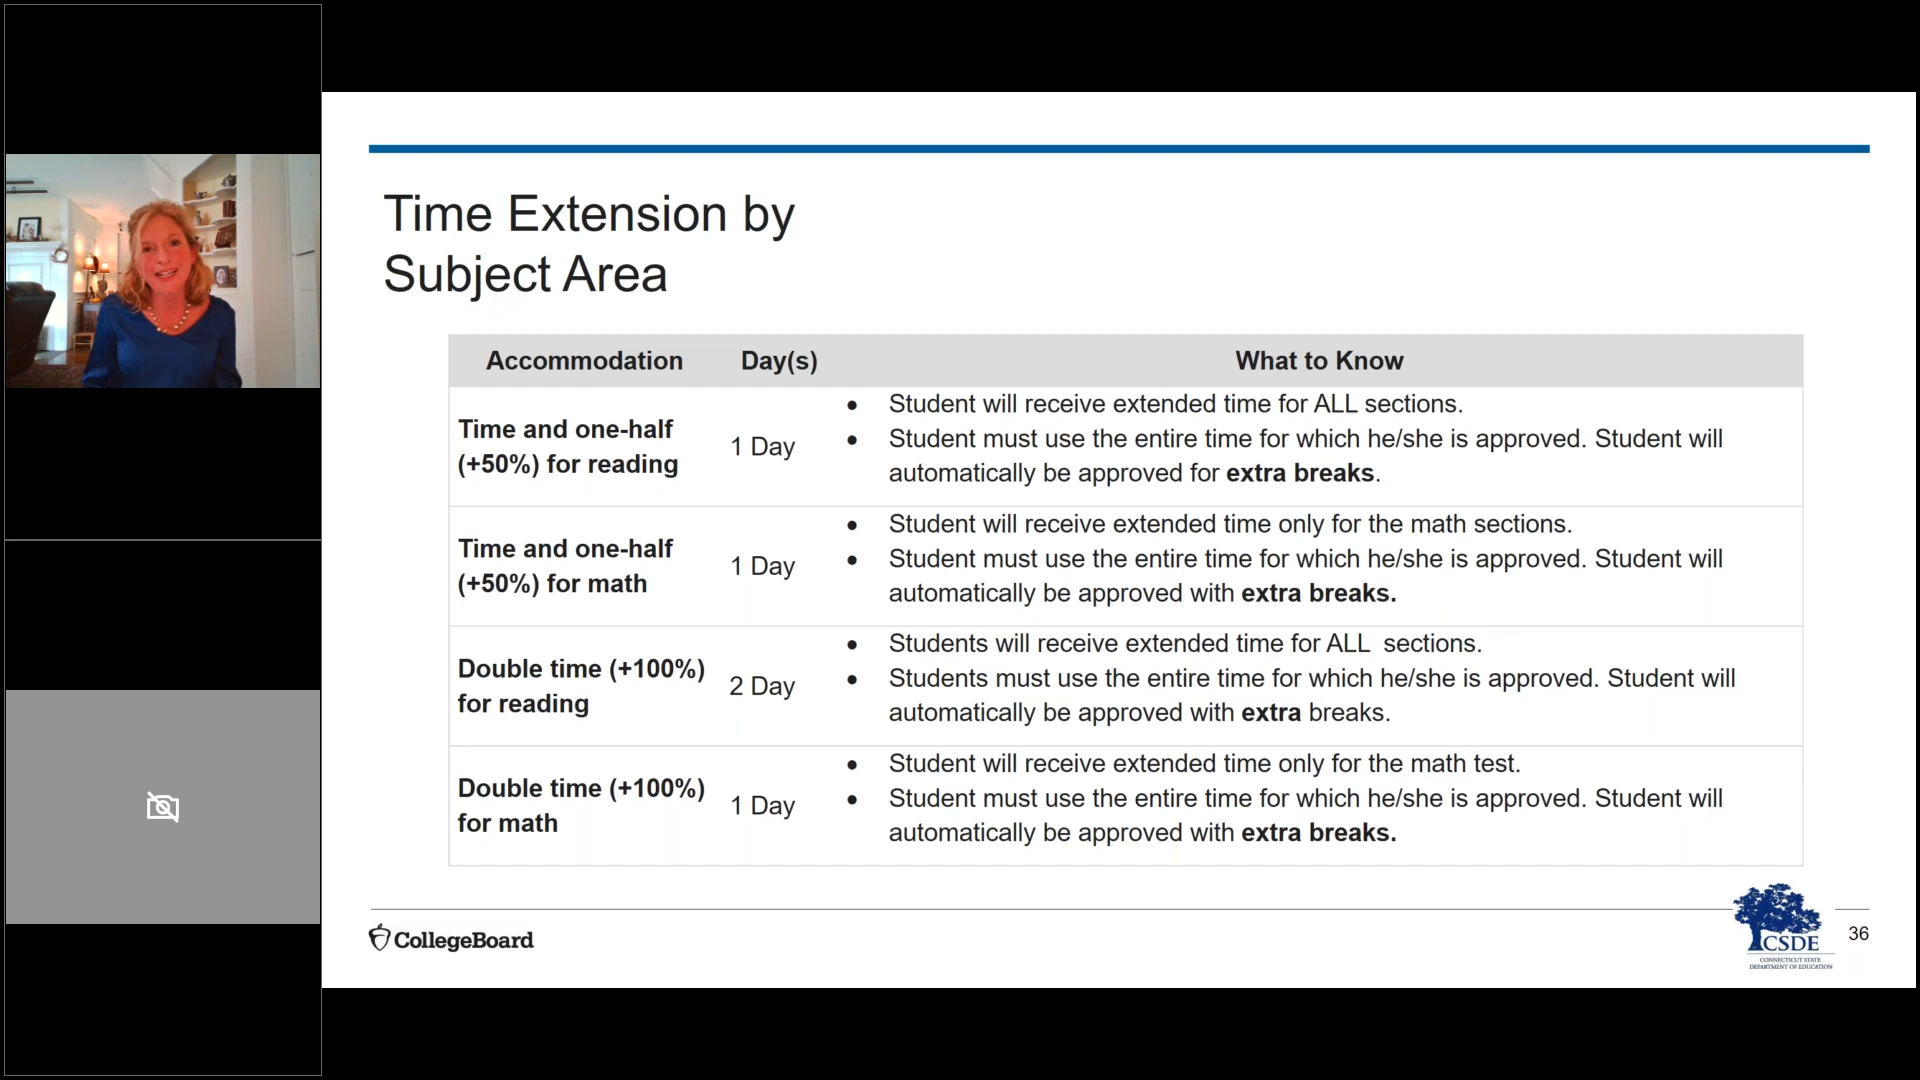 Time Extension by
Subject Area
Accommodation Day(s) What to Know
Time and one-half
(+50%) for reading
1 Day
• Student will receive extended time for ALL sections.
• Student must use the entire time for which he/she is approved. Student will
automatically be approved for extra breaks.
Time and one-half
(+50%) for math
1 Day
• Student will receive extended time only for the math sections.
• Student must use the entire time for which he/she is approved. Student will
automatically be approved with extra breaks.
Double time (+100%)
for reading
2 Day
• Students will receive extended time for ALL  sections.
• Students must use the entire time for which he/she is approved. Student will
automatically be approved with extra breaks.
Double time (+100%)
for math
1 Day
• Student will receive extended time only for the math test.
• Student must use the entire time for which he/she is approved. Student will
automatically be approved with extra breaks.
CollegeBoard
CSDE
CONNECTICUT STATE
DEPARTMENT OF EDUCATION
36